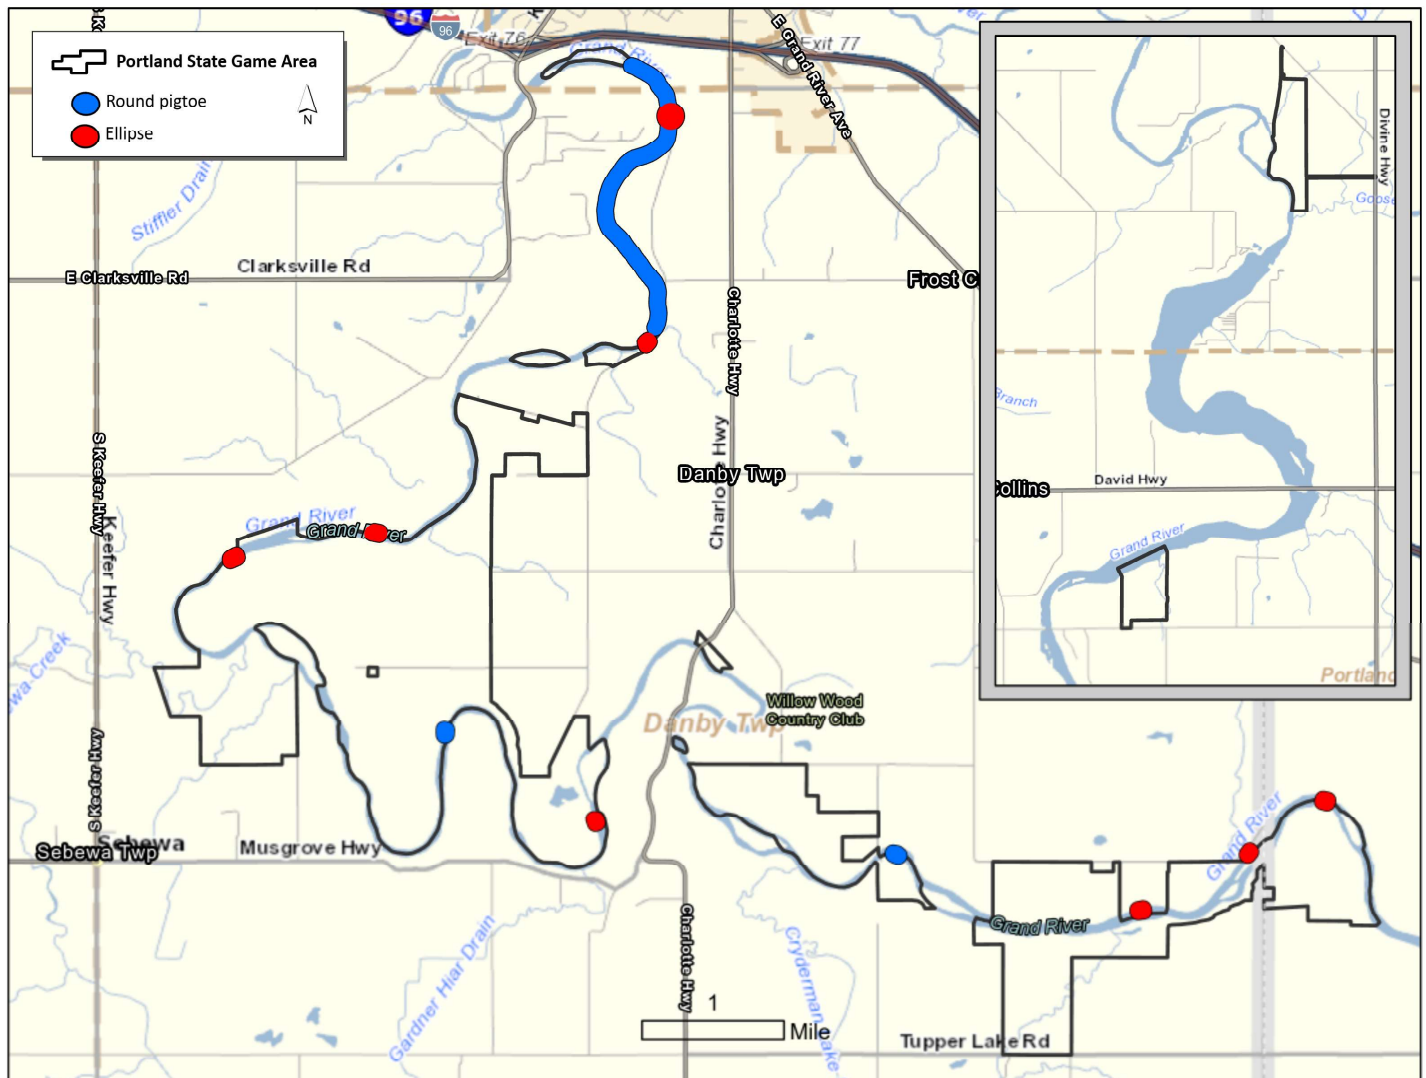 96
96
Exit 76
Grand River
Exit 77
E Grand River Ave
Portland State Game Area
Round pigtoe
Ellipse
N
Stiffler Drain
E Clarksville Rd
Clarksville Rd
Frost C
Charlotte Hwy
Divine Hwy
Goose
Branch
Collins
David Hwy
Grand River
Portland
S Keefer Hwy
Keefer Hwy
Grand River
Grand River
Danby Twp
Charlotte Hwy
Willow Wood
Country Club
Danby Twp
S Keefer Hwy
Sebewa
Sebewa Twp
Musgrove Hwy
Grand River
Grand River
Gardner Hiar Drain
Charlotte Hwy
Cryderman Lake
1
Mile
Tupper Lake Rd